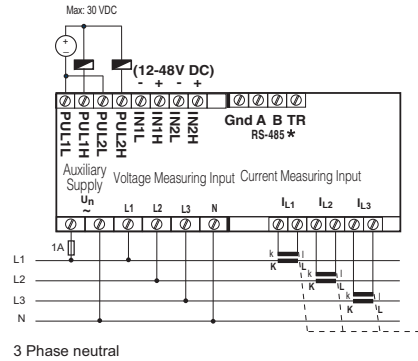 Max: 30 VDC
+
-
(12-48V DC)
- + - +
PUL1L PUL1H PUL2L PUL2H IN1L IN1H IN2L IN2H
Gnd A B TR
RS-485 *
Auxiliary Supply
Voltage Measuring Input
Current Measuring Input
Un
~
L1 L2 L3 N
IL1 IL2 IL3
1A
L1
L2
L3
N
k l
K L
k l
K L
k l
K L
3 Phase neutral